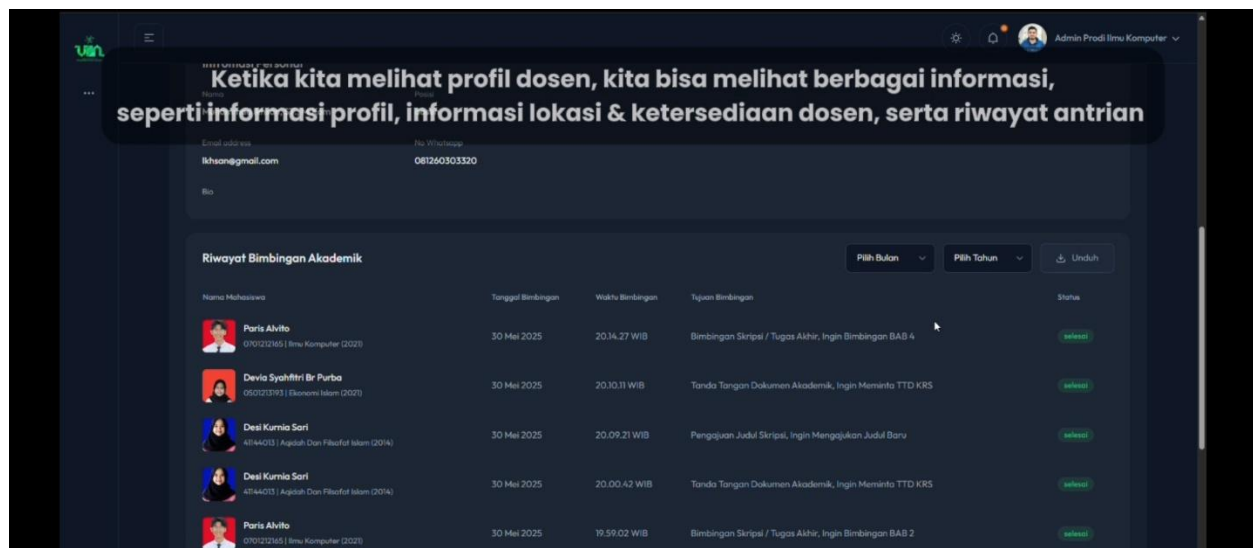 UIN
Admin Prodi Ilmu Komputer
Ketika kita melihat profil dosen, kita bisa melihat berbagai informasi,
seperti informasi profil, informasi lokasi & ketersediaan dosen, serta riwayat antrian
Nama
Posisi
Email address
No Whatsapp
Ikhsan@gmail.com
081260303320
Bio
Riwayat Bimbingan Akademik
Pilih Bulan
Pilih Tahun
Unduh
Nama Mahasiswa
Tanggal Bimbingan
Waktu Bimbingan
Tujuan Bimbingan
Status
Paris Alvito
0701212165 | Ilmu Komputer (2021)
30 Mei 2025
20.14.27 WIB
Bimbingan Skripsi / Tugas Akhir, Ingin Bimbingan BAB 4
selesai
Devia Syahfitri Br Purba
0501213193 | Ekonomi Islam (2021)
30 Mei 2025
20.10.11 WIB
Tanda Tangan Dokumen Akademik, Ingin Meminta TTD KRS
selesai
Desi Kurnia Sari
41144013 | Aqidah Dan Filsafat Islam (2014)
30 Mei 2025
20.09.21 WIB
Pengajuan Judul Skripsi, Ingin Mengajukan Judul Baru
selesai
Desi Kurnia Sari
41144013 | Aqidah Dan Filsafat Islam (2014)
30 Mei 2025
20.00.42 WIB
Tanda Tangan Dokumen Akademik, Ingin Meminta TTD KRS
selesai
Paris Alvito
0701212165 | Ilmu Komputer (2021)
30 Mei 2025
19.59.02 WIB
Bimbingan Skripsi / Tugas Akhir, Ingin Bimbingan BAB 2
selesai